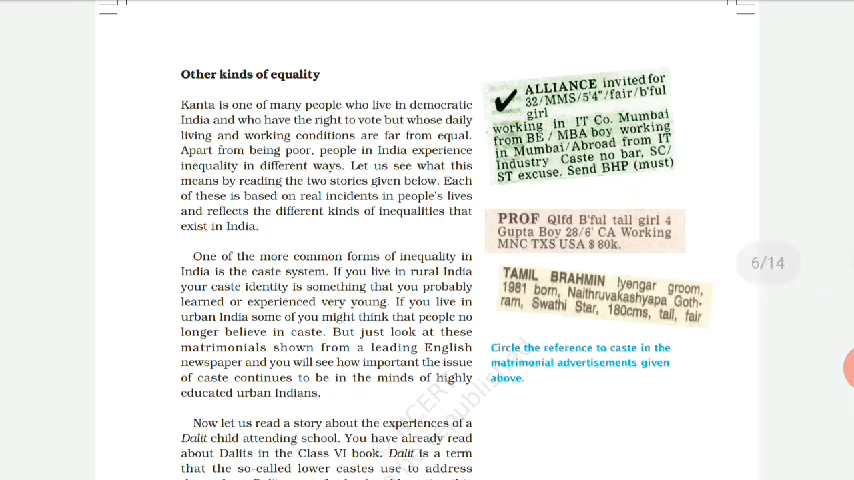 Other kinds of equality
Kanta is one of many people who live in democratic
India and who have the right to vote but whose daily
living and working conditions are far from equal.
Apart from being poor, people in India experience
inequality in different ways. Let us see what this
means by reading the two stories given below. Each
of these is based on real incidents in people's lives
and reflects the different kinds of inequalities that
exist in India.
One of the more common forms of inequality in
India is the caste system. If you live in rural India
your caste identity is something that you probably
learned or experienced very young. If you live in
urban India some of you might think that people no
longer believe in caste. But just look at these
matrimonials shown from a leading English
newspaper and you will see how important the issue
of caste continues to be in the minds of highly
educated urban Indians.
Now let us read a story about the experiences of a
Dalit child attending school. You have already read
about Dalits in the Class VI book. Dalit is a term
that the so-called lower castes use to address
ALLIANCE invited for
32/MMS/5'4"/fair/b'ful
girl
working in IT Co. Mumbai
from BE / MBA boy working
in Mumbai/Abroad from IT
Industry Caste no bar, SC/
ST excuse. Send BHP (must)
PROF Qlfd B'ful tall girl 4
Gupta Boy 28/6' CA Working
MNC TXS USA $ 80k.
TAMIL BRAHMIN Iyengar groom,
1981 born, Naithruvakashyapa Goth-
ram, Swathi Star, 180cms, tall, fair
Circle the reference to caste in the
matrimonial advertisements given
above.
6/14